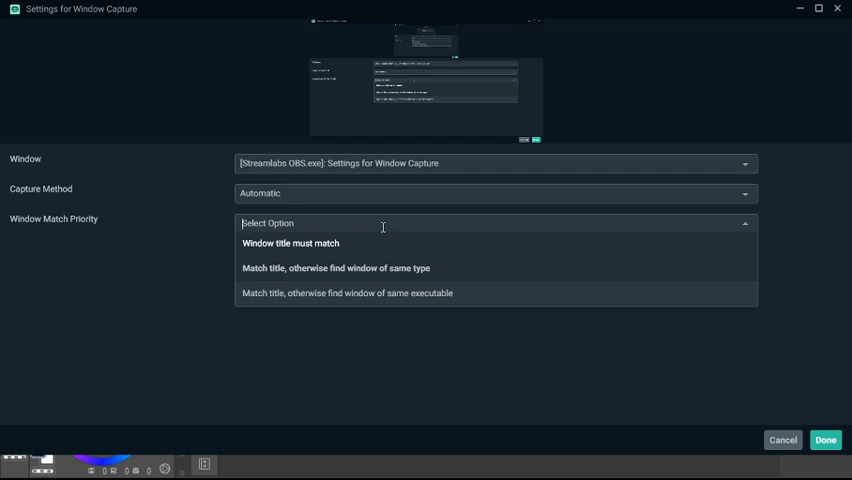 Settings for Window Capture
Window
[Streamlabs OBS.exe]: Settings for Window Capture
Capture Method
Automatic
Window Match Priority
Select Option
Window title must match
Match title, otherwise find window of same type
Match title, otherwise find window of same executable
Cancel
Done